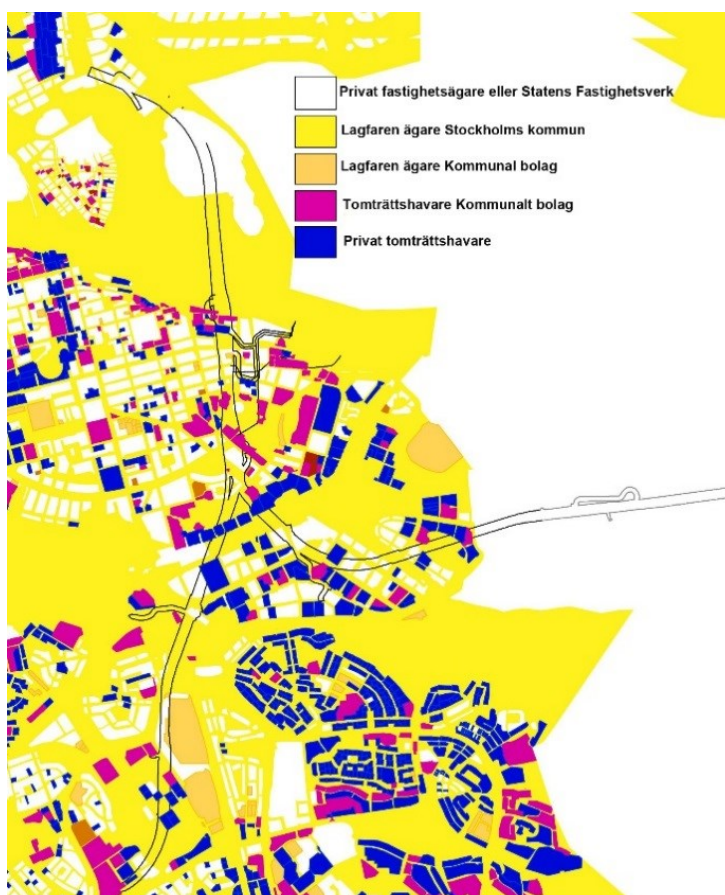 Privat fastighetsägare eller Statens Fastighetsverk
Lagfaren ägare Stockholms kommun
Lagfaren ägare Kommunal bolag
Tomträttshavare Kommunalt bolag
Privat tomträttshavare